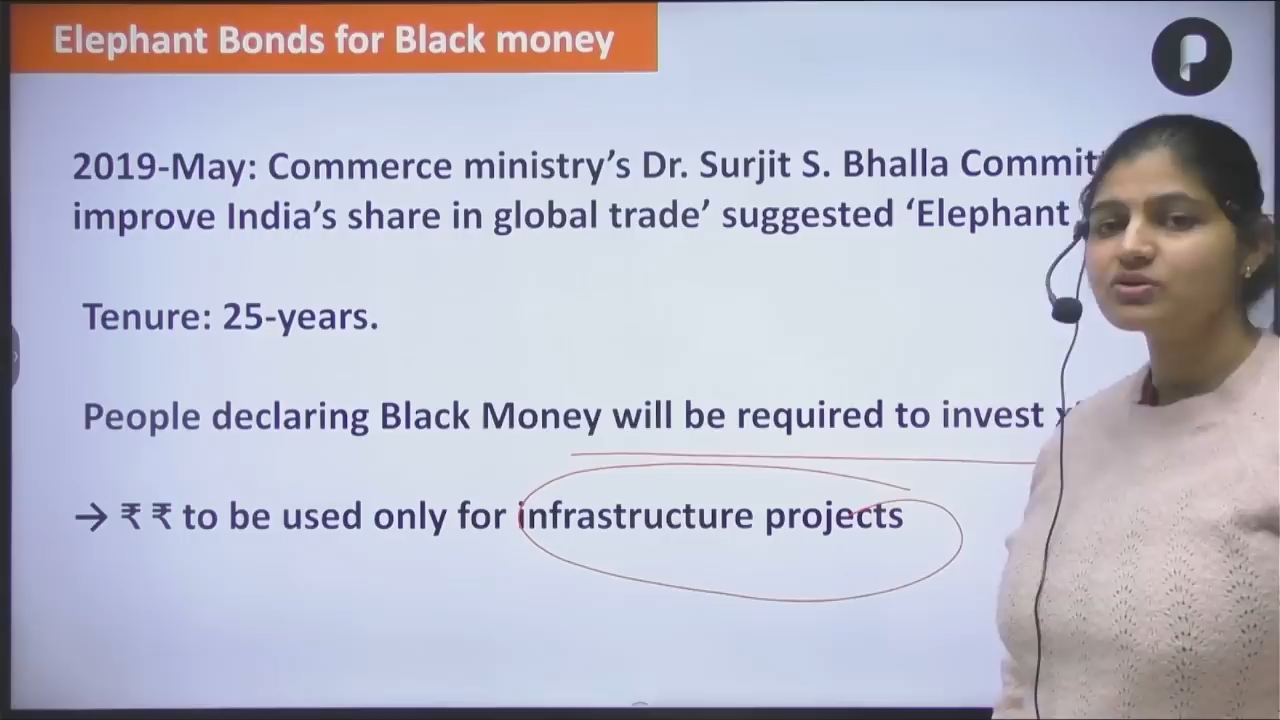 Elephant Bonds for Black money
2019-May: Commerce ministry's Dr. Surjit S. Bhalla
improve India's share in global trade' suggested 'Elephant
Tenure: 25-years.
People declaring Black Money will be required to invest
→ ₹ ₹ to be used only for infrastructure projects